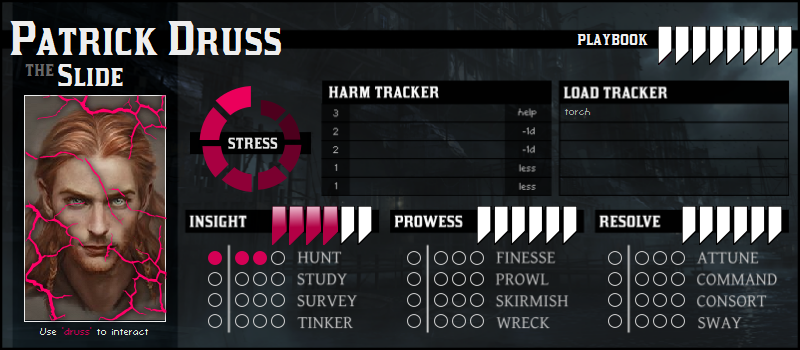 PATRICK DRUSS
THE SLIDE
PLAYBOOK
STRESS
HARM TRACKER
3 help
2 -1d
2 -1d
1 less
1 less
LOAD TRACKER
torch
INSIGHT
HUNT
STUDY
SURVEY
TINKER
PROWESS
FINESSE
PROWL
SKIRMISH
WRECK
RESOLVE
ATTUNE
COMMAND
CONSORT
SWAY
Use 'druss' to interact